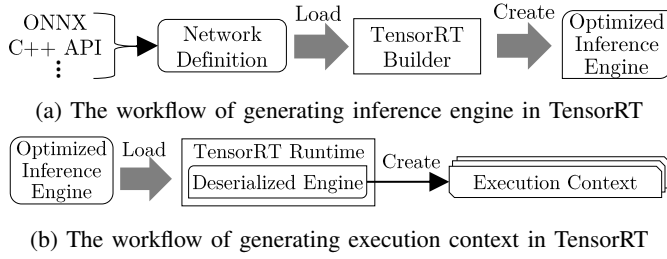 ONNX
C++ API
⋮
Network
Definition
Load
TensorRT
Builder
Create
Optimized
Inference
Engine
(a) The workflow of generating inference engine in TensorRT
Optimized
Inference
Engine
Load
TensorRT Runtime
Deserialized Engine
Create
Execution Context
(b) The workflow of generating execution context in TensorRT